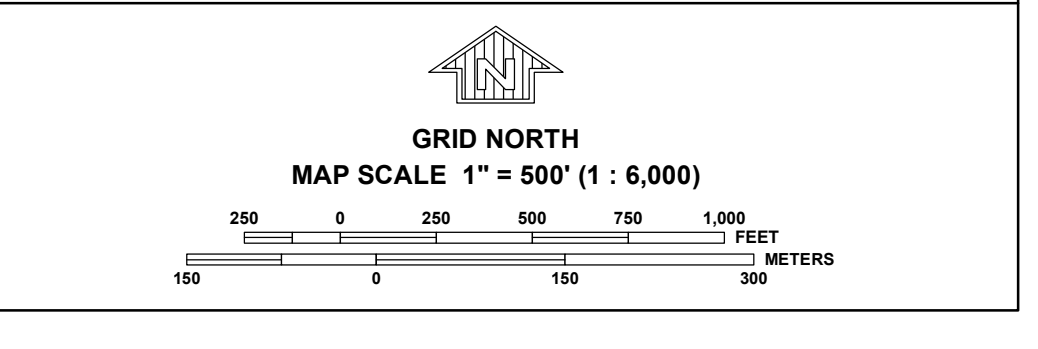 N
GRID NORTH
MAP SCALE 1" = 500' (1 : 6,000)
250 0 250 500 750 1,000
FEET
METERS
150 0 150 300